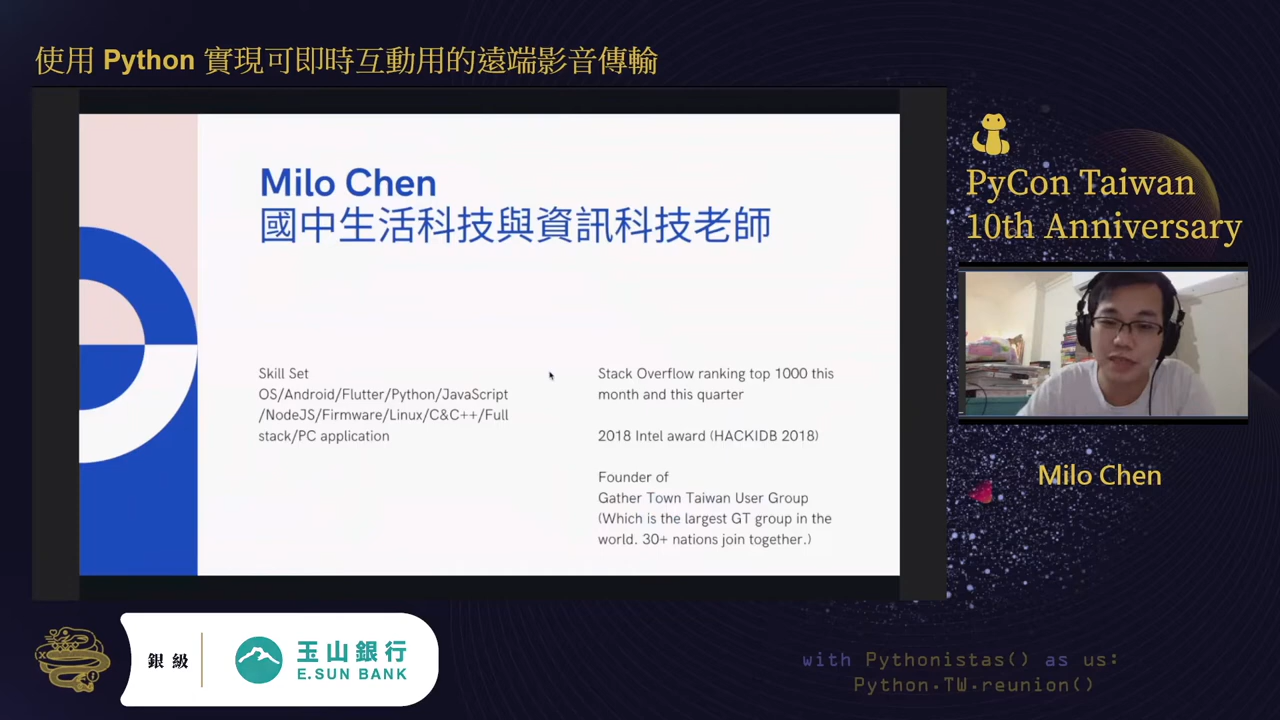 使用 Python 實現可即時互動用的遠端影音傳輸
Milo Chen
國中生活科技與資訊科技老師
Skill Set
OS/Android/Flutter/Python/JavaScript
/NodeJS/Firmware/Linux/C&C++/Full
stack/PC application
Stack Overflow ranking top 1000 this
month and this quarter
2018 Intel award (HACKIDB 2018)
Founder of
Gather Town Taiwan User Group
(Which is the largest GT group in the
world. 30+ nations join together.)
PyCon Taiwan
10th Anniversary
Milo Chen
銀級
玉山銀行
E.SUN BANK
with Pythonistas() as us:
Python.TW.reunion()